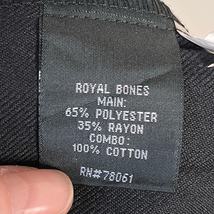 ROYAL BONES
MAIN:
65% POLYESTER
35% RAYON
COMBO:
100% COTTON
RN#78061